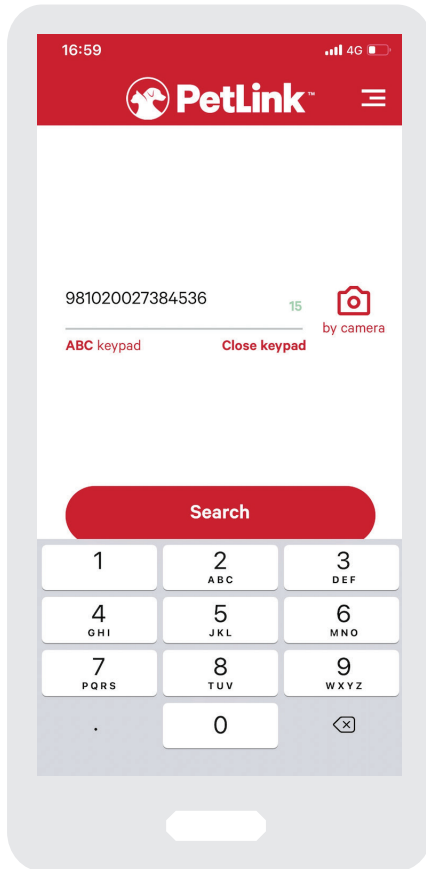 16:59 4G
PetLink™
981020027384536 15
by camera
ABC keypad Close keypad
Search
1 2 3
ABC DEF
4 5 6
GHI JKL MNO
7 8 9
PQRS TUV WXYZ
. 0